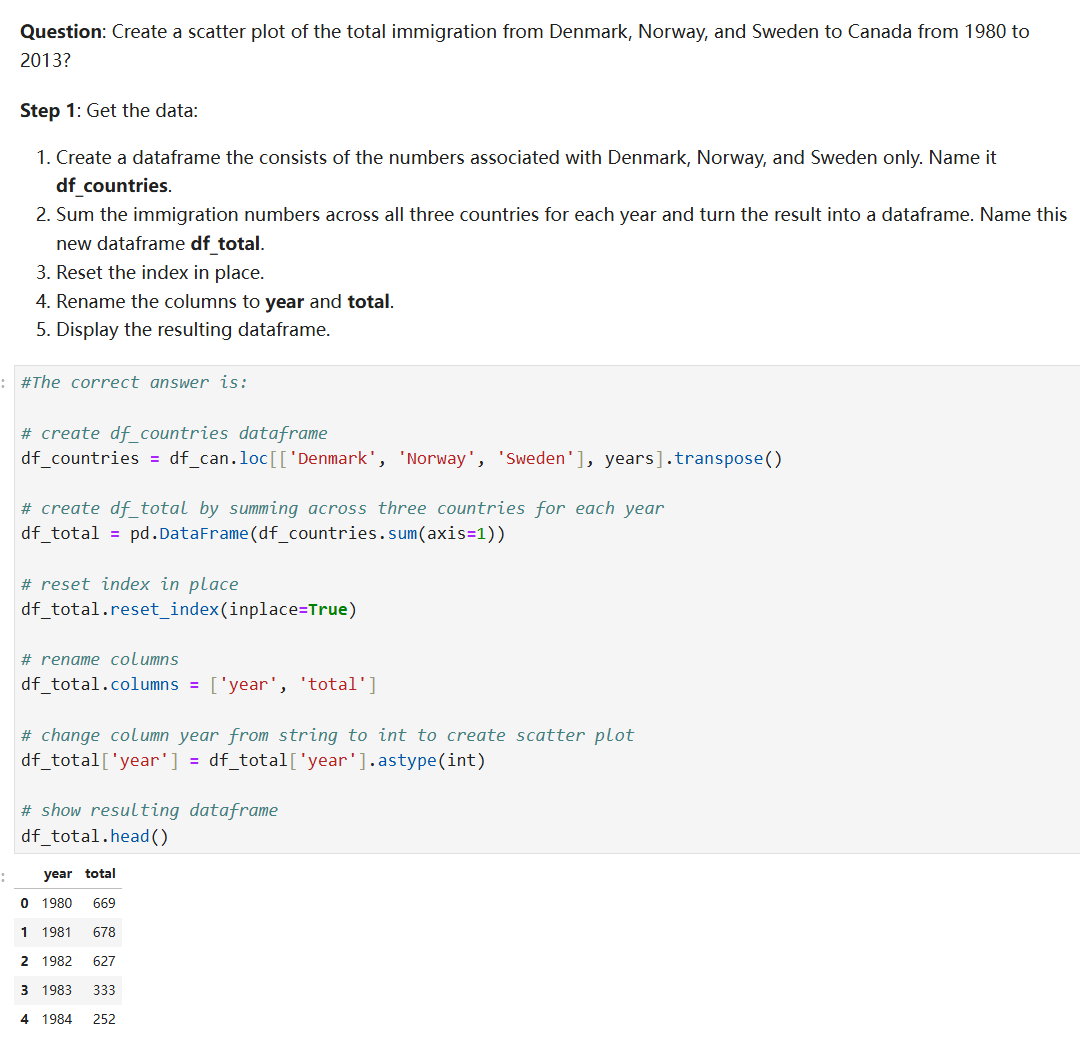 Question: Create a scatter plot of the total immigration from Denmark, Norway, and Sweden to Canada from 1980 to
2013?
Step 1: Get the data:
1. Create a dataframe the consists of the numbers associated with Denmark, Norway, and Sweden only. Name it
df_countries.
2. Sum the immigration numbers across all three countries for each year and turn the result into a dataframe. Name this
new dataframe df_total.
3. Reset the index in place.
4. Rename the columns to year and total.
5. Display the resulting dataframe.
: #The correct answer is:
# create df_countries dataframe
df_countries = df_can.loc[['Denmark', 'Norway', 'Sweden'], years].transpose()
# create df_total by summing across three countries for each year
df_total = pd.DataFrame(df_countries.sum(axis=1))
# reset index in place
df_total.reset_index(inplace=True)
# rename columns
df_total.columns = ['year', 'total']
# change column year from string to int to create scatter plot
df_total['year'] = df_total['year'].astype(int)
# show resulting dataframe
df_total.head()
: year total
0 1980 669
1 1981 678
2 1982 627
3 1983 333
4 1984 252